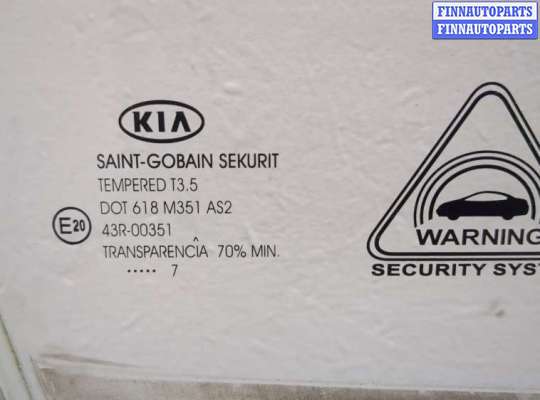 FINNAUTOPARTS
FINNAUTOPARTS
KIA
SAINT-GOBAIN SEKURIT
TEMPERED T3.5
DOT 618 M351 AS2
E20
43R-00351
TRANSPARENCIÂ 70% MIN.
..... 7
WARNING
SECURITY SYST